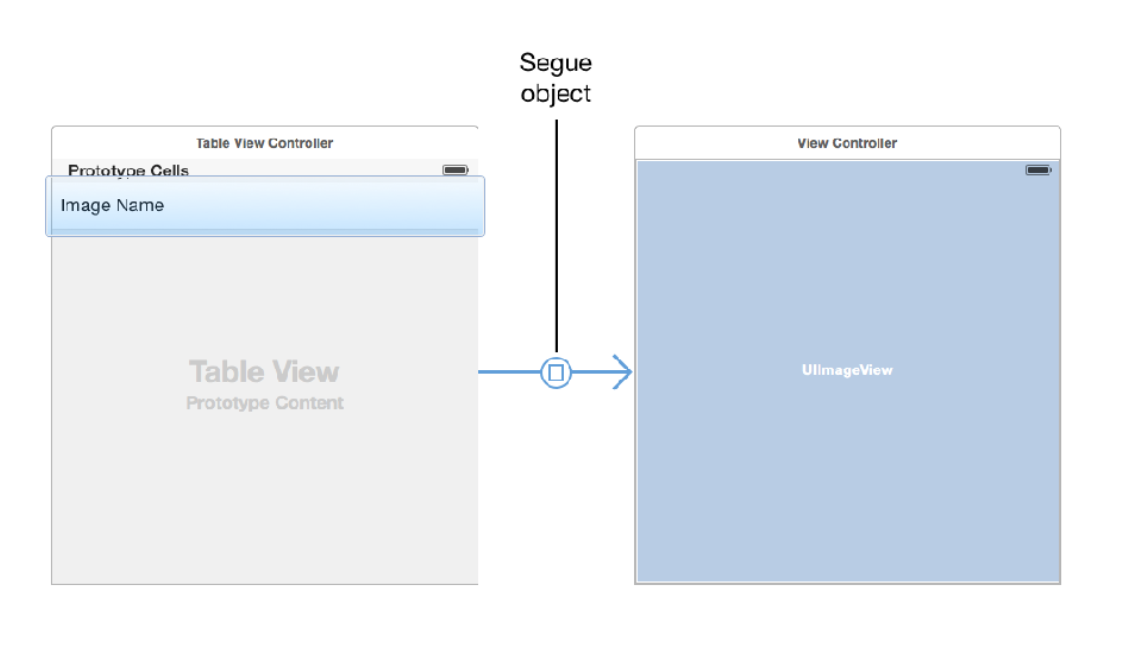 Segue
object
Table View Controller
Prototype Cells
Image Name
Table View
Prototype Content
View Controller
UIImageView